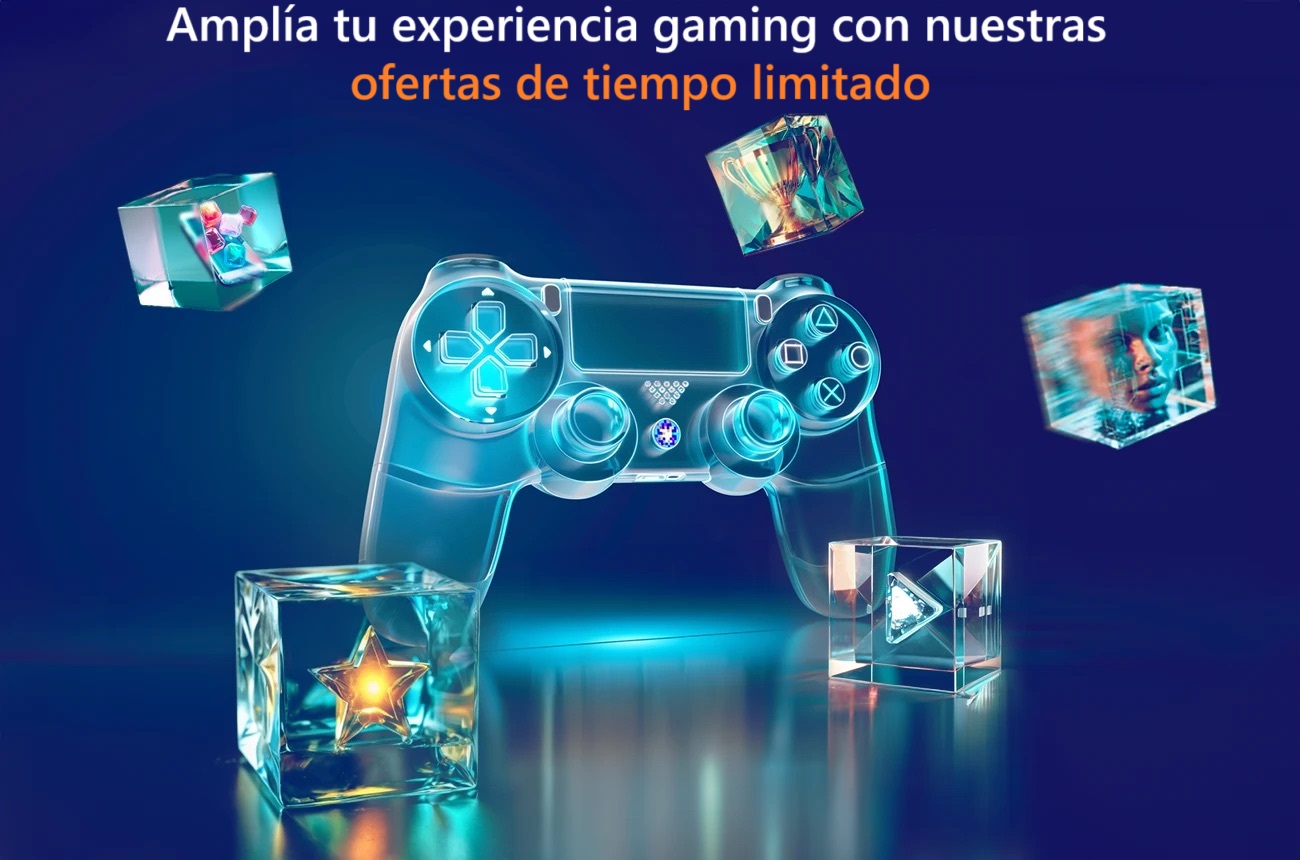 Amplía tu experiencia gaming con nuestras
ofertas de tiempo limitado